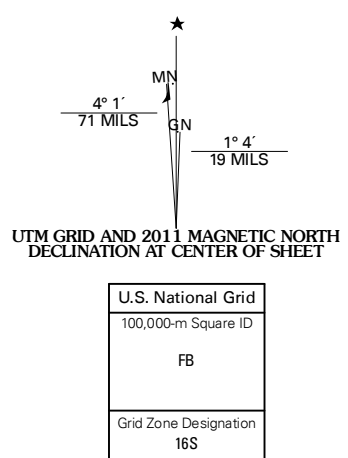 ★
MN
4° 1´
71 MILS
GN
1° 4´
19 MILS
UTM GRID AND 2011 MAGNETIC NORTH
DECLINATION AT CENTER OF SHEET
U.S. National Grid
100,000-m Square ID
FB
Grid Zone Designation
16S